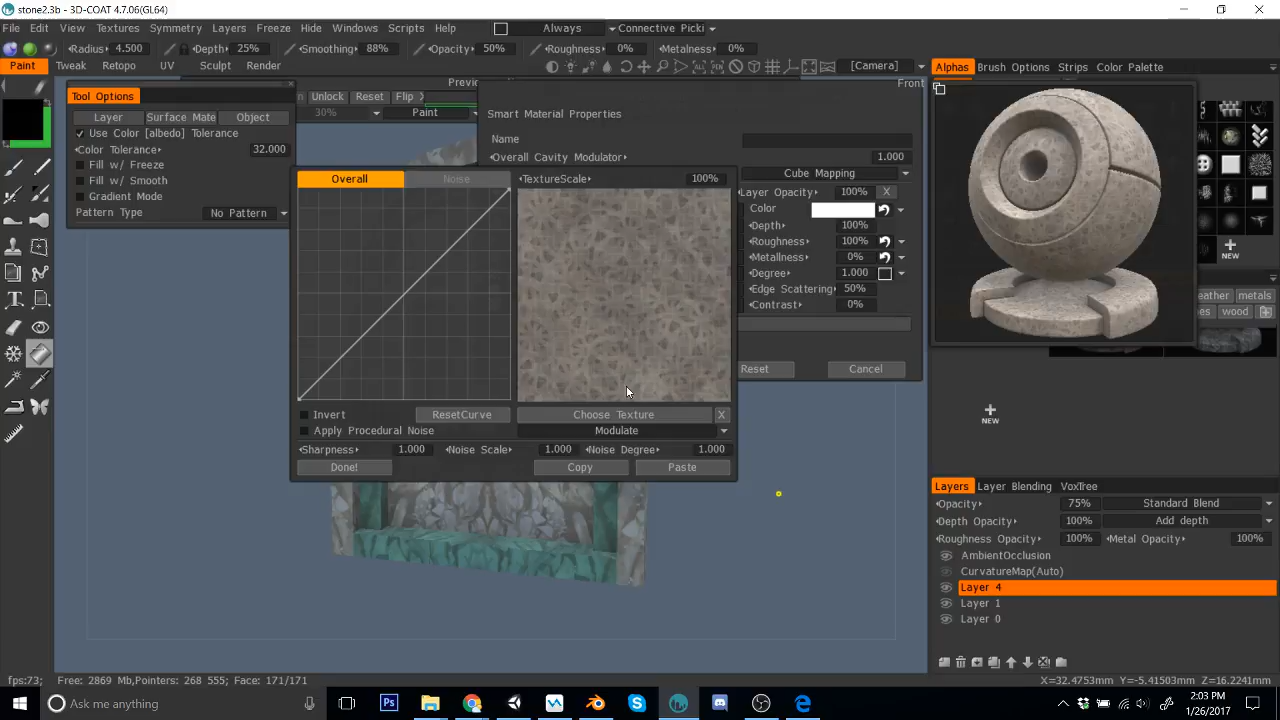 stone2.3b - 3D-COAT 4.7.06(GL64)
File Edit View Textures Symmetry Layers Freeze Hide Bake Windows Scripts Help Always Connective Picki
Radius 4.500 Depth 25% Smoothing 88% Opacity 50% Roughness 0% Metalness 0%
Paint Tweak Retopo UV Sculpt Render [Camera]
Alphas Brush Options Strips Color Palette
Front
Tool Options
Unlock Reset Flip
30% Paint
Layer Surface Mate Object
Use Color [albedo] Tolerance
Color Tolerance 32.000
Fill w/ Freeze
Fill w/ Smooth
Gradient Mode
Pattern Type No Pattern
Smart Material Properties
Name
Overall Cavity Modulator 1.000
Cube Mapping
Layer Opacity 100% X
Color
Depth 100%
Roughness 100%
Metallness 0%
Degree 1.000
Edge Scattering 50%
Contrast 0%
Reset Cancel
Overall Noise TextureScale 100%
Invert ResetCurve Choose Texture X
Apply Procedural Noise Modulate
Sharpness 1.000 Noise Scale 1.000 Noise Degree 1.000
Done! Copy Paste
NEW
metals
wood
NEW
Layers Layer Blending VoxTree
Opacity 75% Standard Blend
Depth Opacity 100% Add depth
Roughness Opacity 100% Metal Opacity 100%
AmbientOcclusion
CurvatureMap(Auto)
Layer 4
Layer 1
Layer 0
fps:73; Free: 2869 Mb,Pointers: 268 555; Face: 171/171 X=32.4753mm Y=-5.41503mm Z=16.2241mm
Ask me anything
2:03 PM
1/26/2017